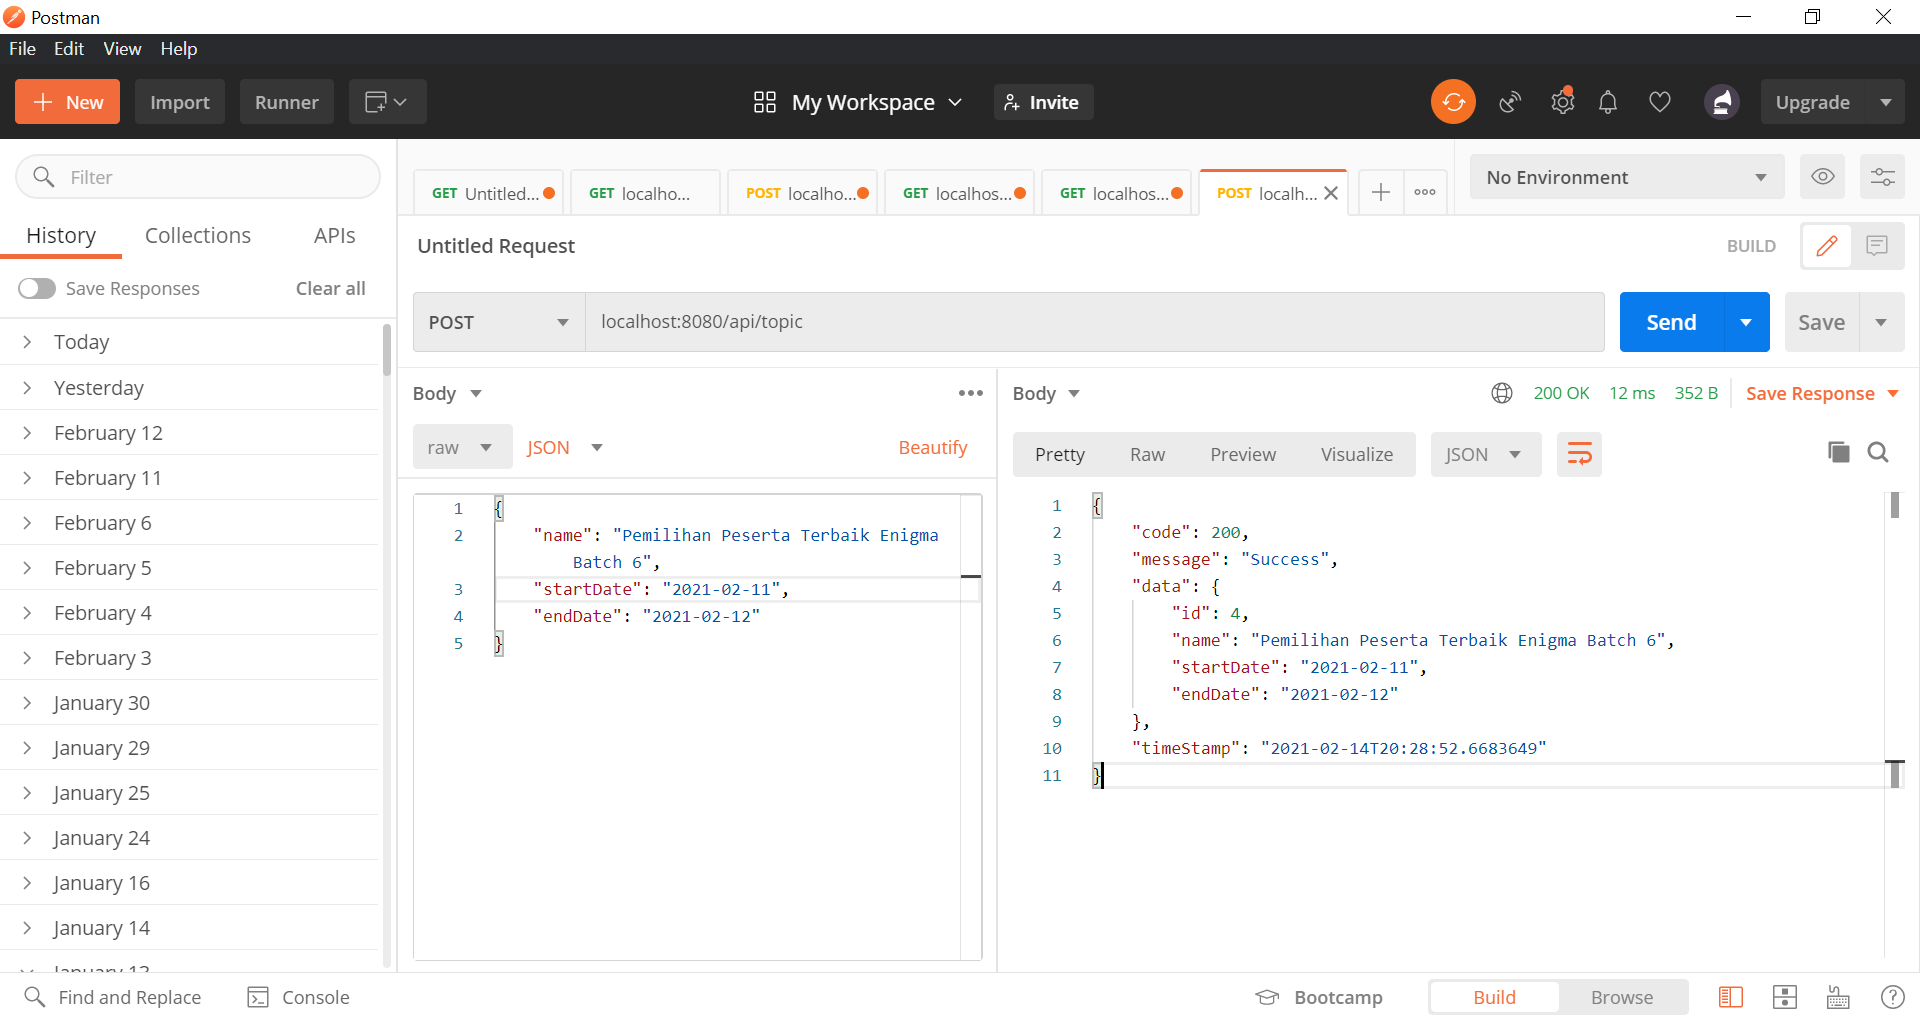 Postman
File Edit View Help
New Import Runner My Workspace Invite Upgrade
Filter
GET Untitled... GET localho... POST localho... GET localhos... GET localhos... POST localh... No Environment
History Collections APIs
Untitled Request BUILD
Save Responses Clear all
POST localhost:8080/api/topic Send Save
Today
Yesterday
February 12
February 11
February 6
February 5
February 4
February 3
January 30
January 29
January 25
January 24
January 16
January 14
January 13
Body
raw JSON Beautify
1 {
2 "name": "Pemilihan Peserta Terbaik Enigma
Batch 6",
3 "startDate": "2021-02-11",
4 "endDate": "2021-02-12"
5 }
Body 200 OK 12 ms 352 B Save Response
Pretty Raw Preview Visualize JSON
1 {
2 "code": 200,
3 "message": "Success",
4 "data": {
5 "id": 4,
6 "name": "Pemilihan Peserta Terbaik Enigma Batch 6",
7 "startDate": "2021-02-11",
8 "endDate": "2021-02-12"
9 },
10 "timeStamp": "2021-02-14T20:28:52.6683649"
11 }
Find and Replace Console Bootcamp Build Browse